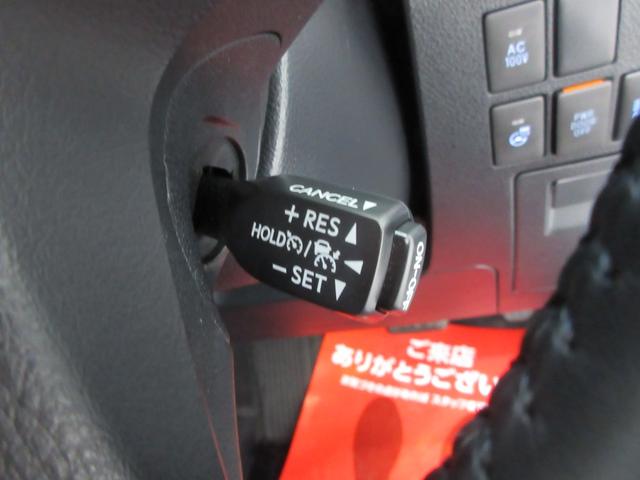 AC
100V
PWR
DOOR
OFF
CANCEL
+ RES
HOLD /
− SET
ON-OFF
ご来店
ありがとうござい